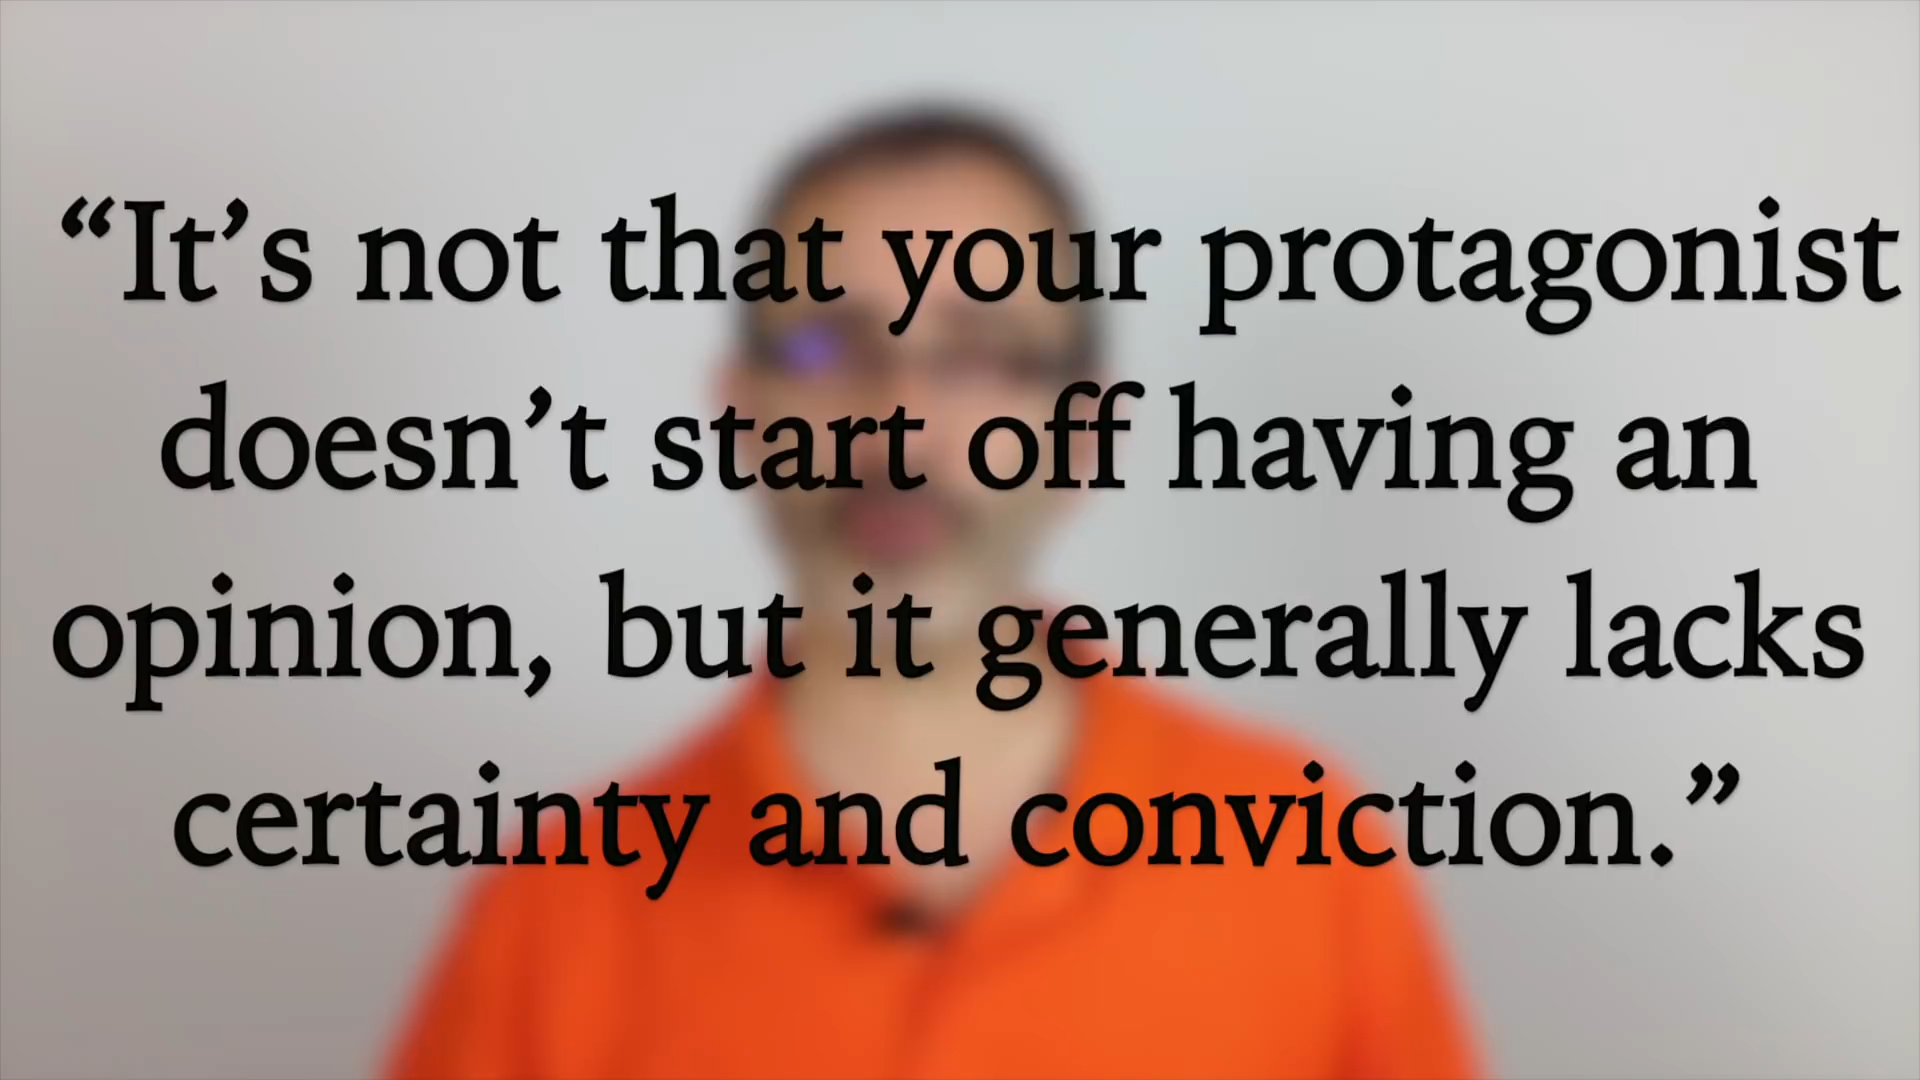 “It’s not that your protagonist
doesn’t start off having an
opinion, but it generally lacks
certainty and conviction.”